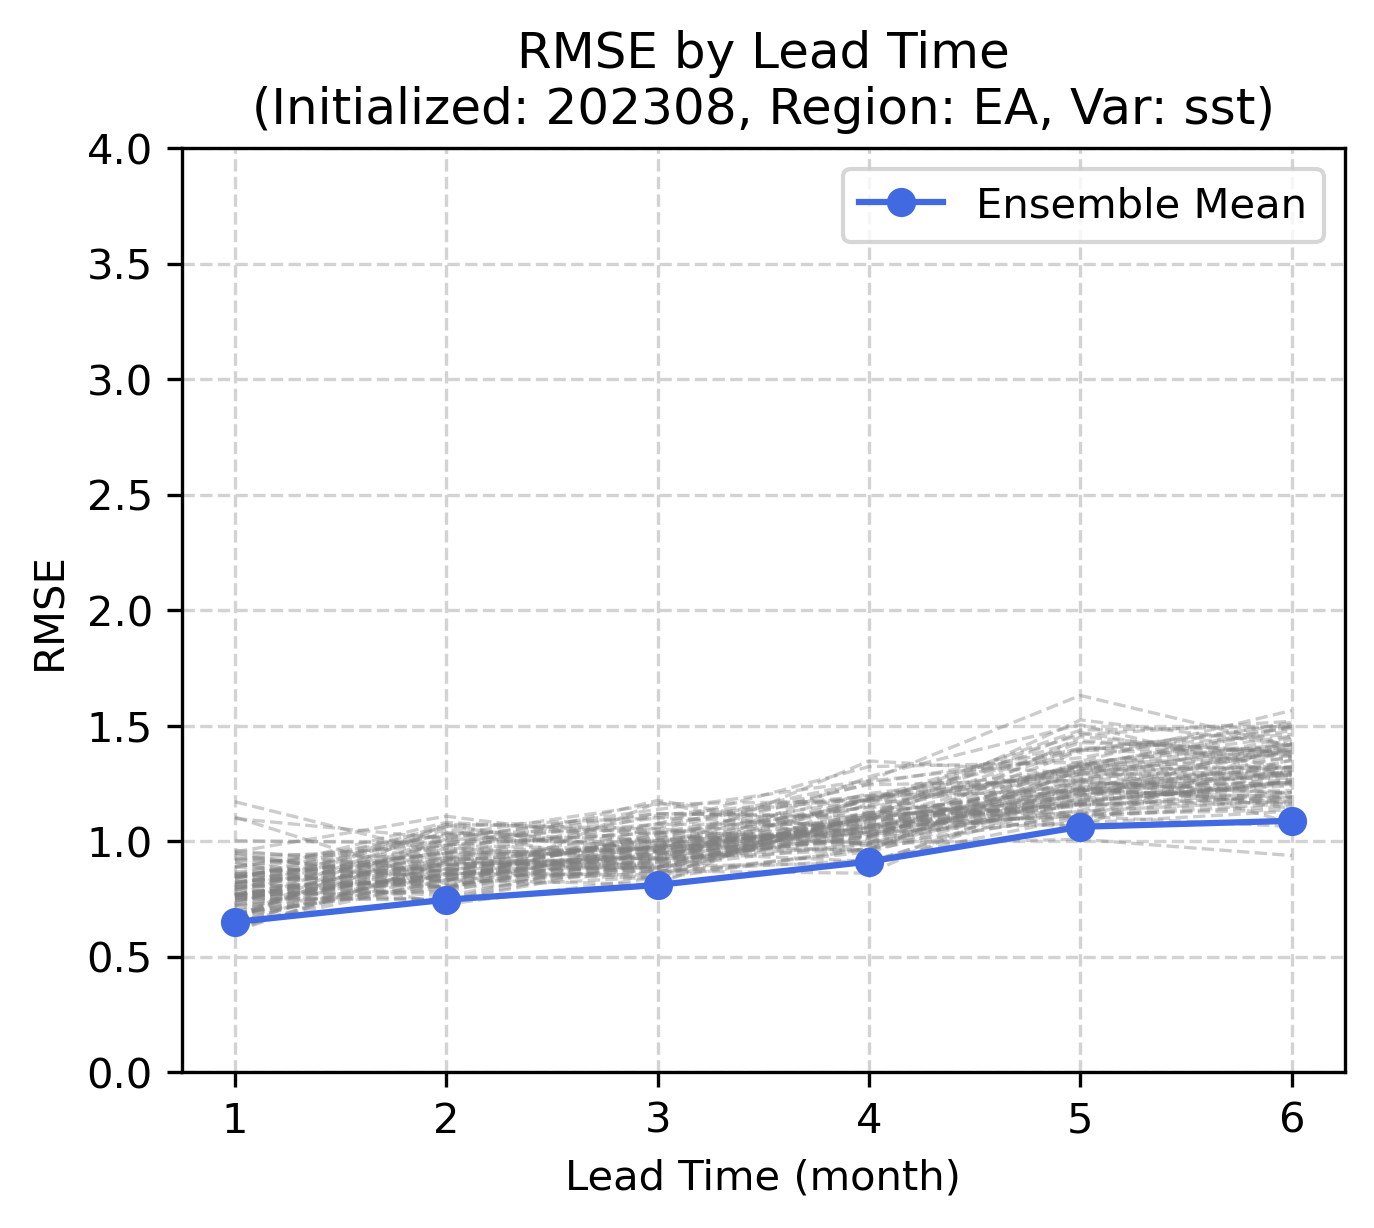 RMSE by Lead Time
(Initialized: 202308, Region: EA, Var: sst)
Ensemble Mean
RMSE
4.0
3.5
3.0
2.5
2.0
1.5
1.0
0.5
0.0
1 2 3 4 5 6
Lead Time (month)